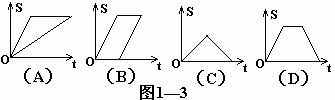 S S S S
O t O t O t O t
(A) (B) (C) (D)
图1—3